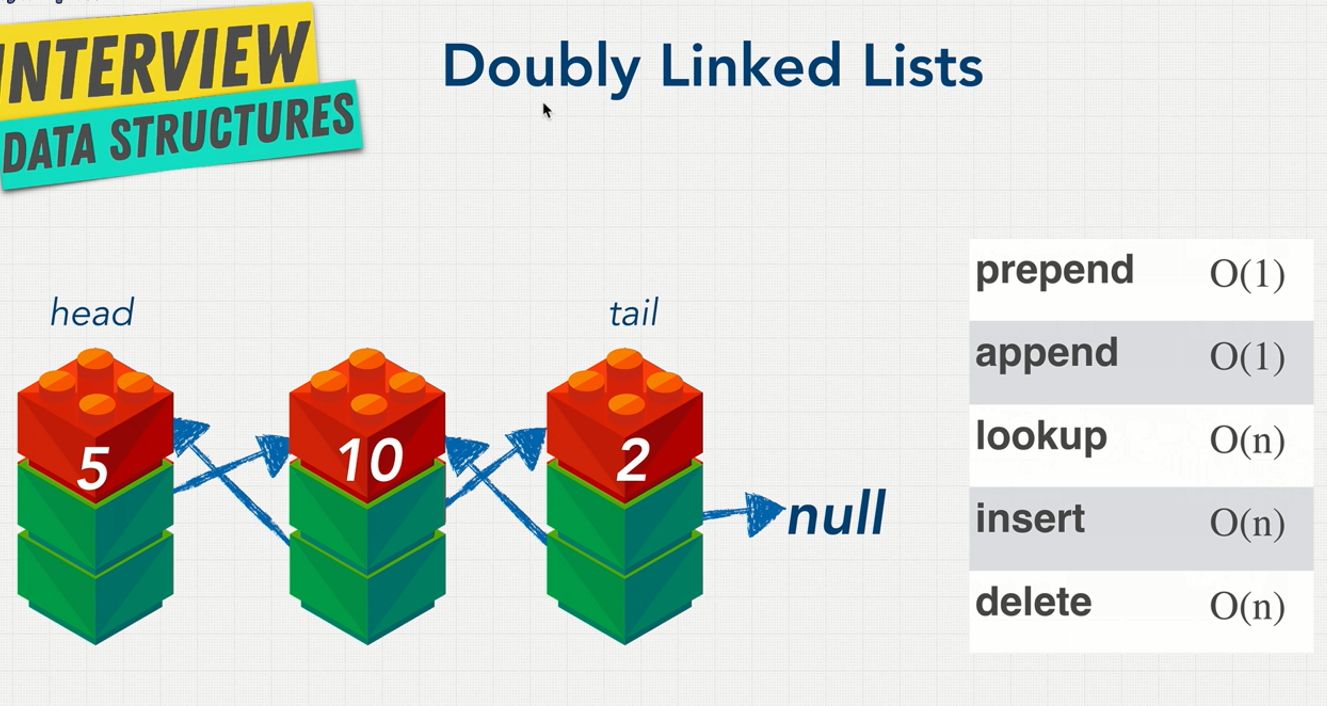 INTERVIEW
DATA STRUCTURES
Doubly Linked Lists
head
tail
5
10
2
null
prepend O(1)
append O(1)
lookup O(n)
insert O(n)
delete O(n)